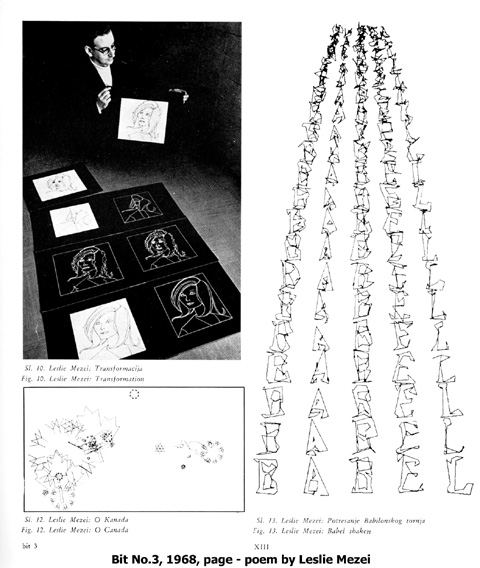 Sl. 10. Leslie Mezei: Transformacija
Fig. 10. Leslie Mezei: Transformation
Sl. 12. Leslie Mezei: O Kanada
Fig. 12. Leslie Mezei: O Canada
bit 3
B A B E L
Sl. 13. Leslie Mezei: Potresanje Babilonskog tornja
Fig. 13. Leslie Mezei: Babel shaken
XIII
Bit No.3, 1968, page - poem by Leslie Mezei